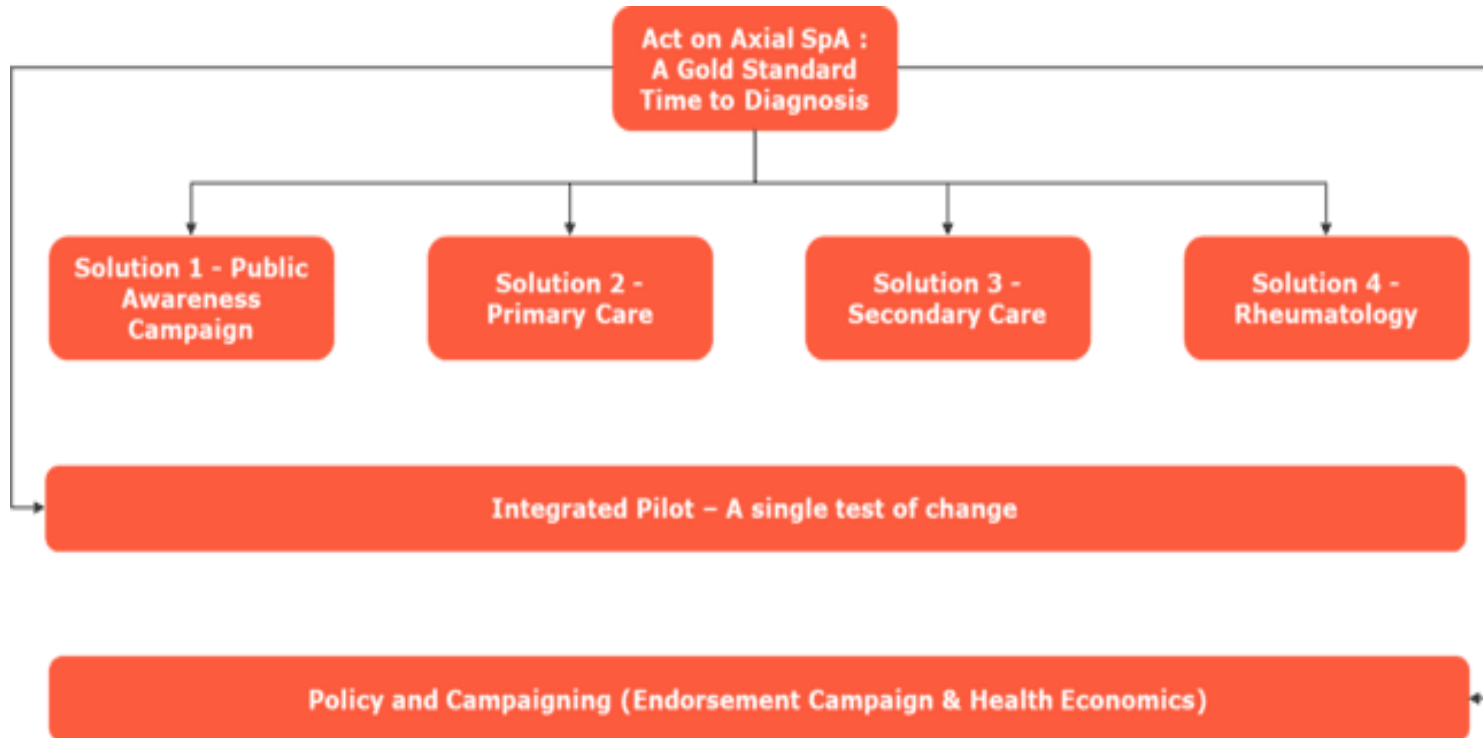 Act on Axial SpA :
A Gold Standard
Time to Diagnosis
Solution 1 - Public
Awareness
Campaign
Solution 2 -
Primary Care
Solution 3 -
Secondary Care
Solution 4 -
Rheumatology
Integrated Pilot – A single test of change
Policy and Campaigning (Endorsement Campaign & Health Economics)